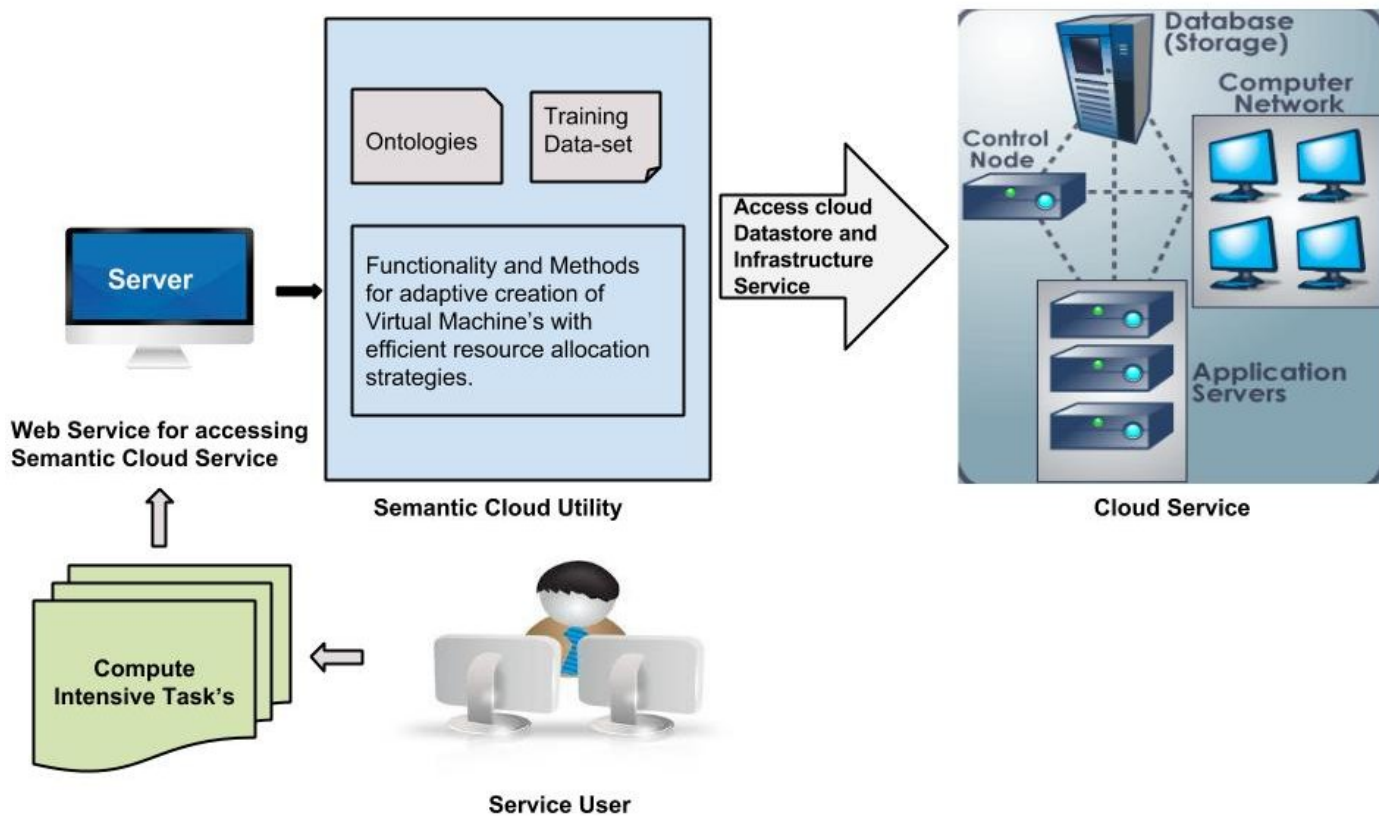 Server
Web Service for accessing
Semantic Cloud Service
Ontologies
Training
Data-set
Functionality and Methods
for adaptive creation of
Virtual Machine's with
efficient resource allocation
strategies.
Semantic Cloud Utility
Access cloud
Datastore and
Infrastructure
Service
Database
(Storage)
Computer
Network
Control
Node
Application
Servers
Cloud Service
Compute
Intensive Task's
Service User